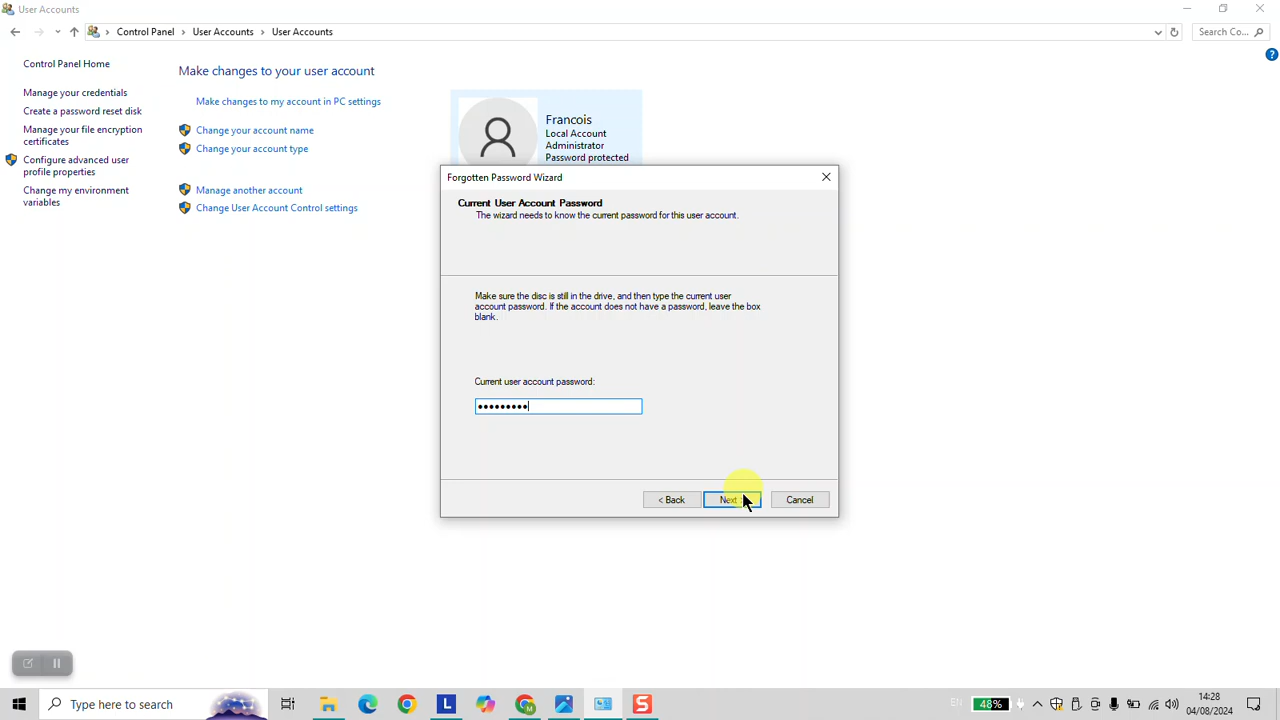 User Accounts
Control Panel > User Accounts > User Accounts
Search Co...
Control Panel Home
Manage your credentials
Create a password reset disk
Manage your file encryption
certificates
Configure advanced user
profile properties
Change my environment
variables
Make changes to your user account
Make changes to my account in PC settings
Change your account name
Change your account type
Manage another account
Change User Account Control settings
Francois
Local Account
Administrator
Password protected
Forgotten Password Wizard
Current User Account Password
The wizard needs to know the current password for this user account.
Make sure the disc is still in the drive, and then type the current user
account password. If the account does not have a password, leave the box
blank.
Current user account password:
•••••••••
< Back
Next
Cancel
Type here to search
L
M
S
EN
48%
14:28
04/08/2024